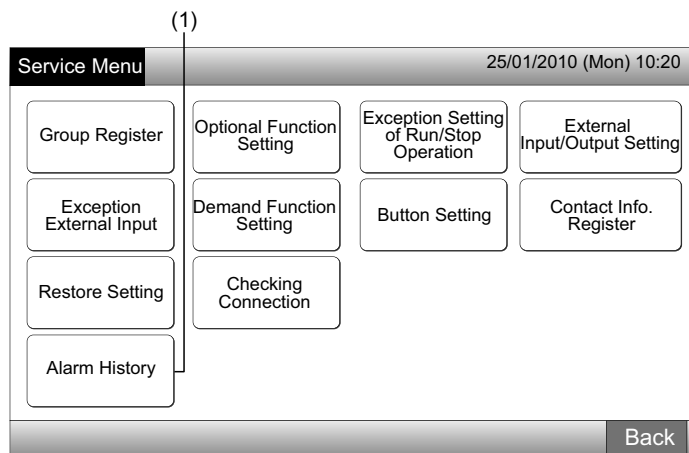 (1)
Service Menu
25/01/2010 (Mon) 10:20
Group Register
Optional Function
Setting
Exception Setting
of Run/Stop
Operation
External
Input/Output Setting
Exception
External Input
Demand Function
Setting
Button Setting
Contact Info.
Register
Restore Setting
Checking
Connection
Alarm History
Back